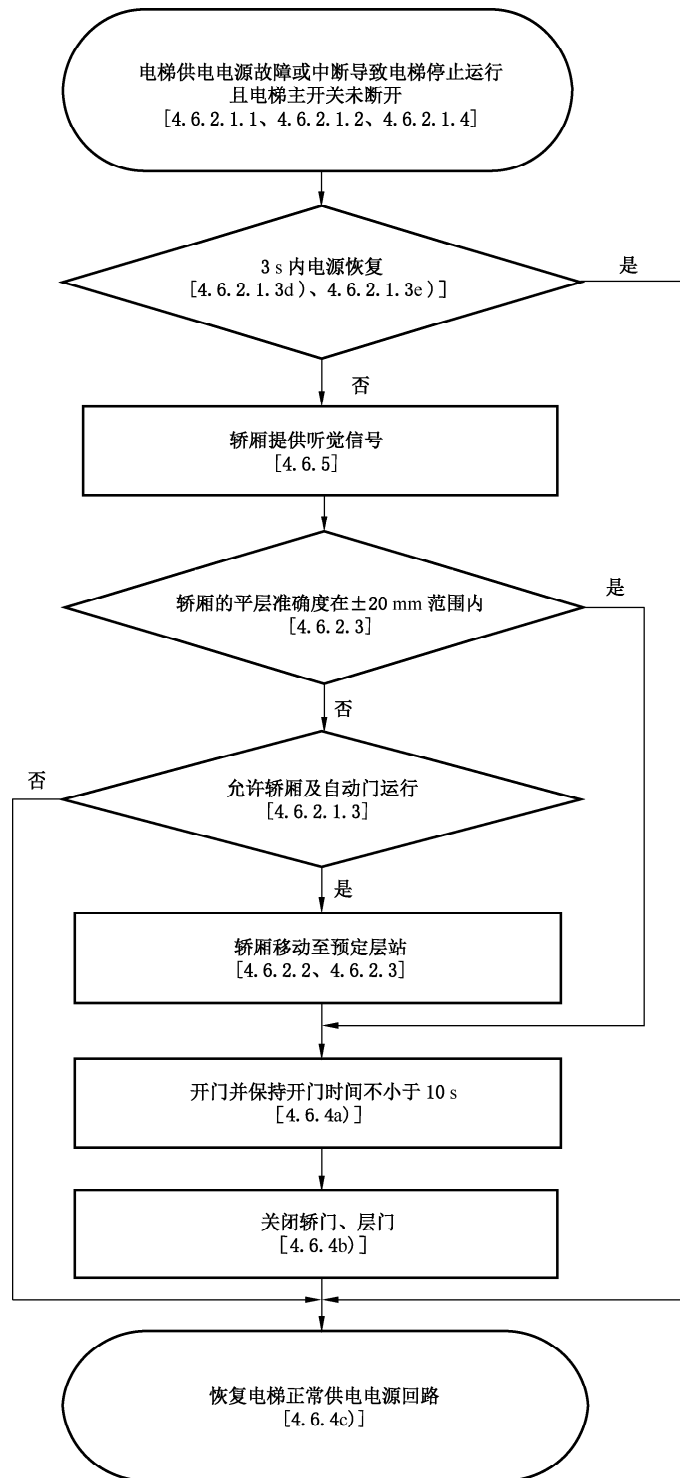 电梯供电电源故障或中断导致电梯停止运行
且电梯主开关未断开
[4.6.2.1.1、4.6.2.1.2、4.6.2.1.4]
3 s 内电源恢复
[4.6.2.1.3d)、4.6.2.1.3e)]
是
否
轿厢提供听觉信号
[4.6.5]
轿厢的平层准确度在±20 mm 范围内
[4.6.2.3]
是
否
允许轿厢及自动门运行
[4.6.2.1.3]
否
是
轿厢移动至预定层站
[4.6.2.2、4.6.2.3]
开门并保持开门时间不小于 10 s
[4.6.4a)]
关闭轿门、层门
[4.6.4b)]
恢复电梯正常供电电源回路
[4.6.4c)]